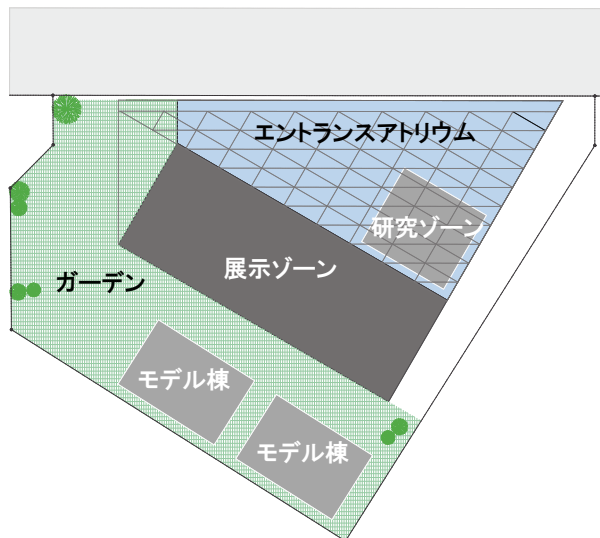 エントランスアトリウム
研究ゾーン
展示ゾーン
ガーデン
モデル棟
モデル棟